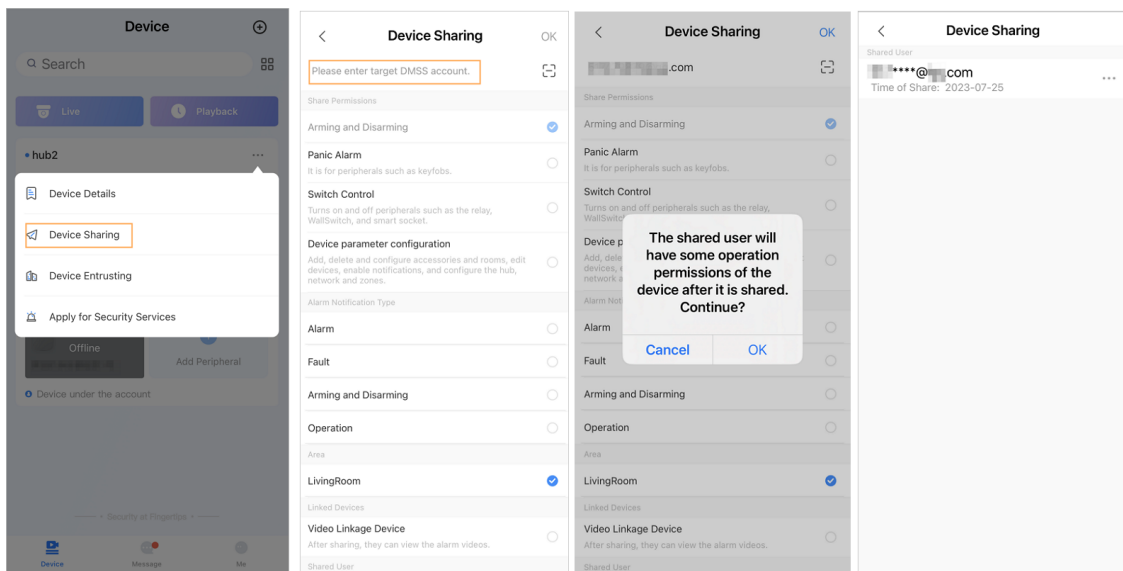 Device
Search
Live
Playback
hub2
Device Details
Device Sharing
Device Entrusting
Apply for Security Services
Offline
Add Peripheral
Device under the account
Security at Fingertips
Device
Message
Me
Device Sharing
OK
Please enter target DMSS account.
Share Permissions
Arming and Disarming
Panic Alarm
It is for peripherals such as keyfobs.
Switch Control
Turns on and off peripherals such as the relay,
WallSwitch, and smart socket.
Device parameter configuration
Add, delete and configure accessories and rooms, edit
devices, enable notifications, and configure the hub,
network and zones.
Alarm Notification Type
Alarm
Fault
Arming and Disarming
Operation
Area
LivingRoom
Linked Devices
Video Linkage Device
After sharing, they can view the alarm videos.
Shared User
Device Sharing
OK
.com
Share Permissions
Arming and Disarming
Panic Alarm
It is for peripherals such as keyfobs.
Switch Control
Turns on and off peripherals such as the relay,
WallSwitc
Device p
Add, dele
devices, e
network a
Alarm Not
The shared user will
have some operation
permissions of the
device after it is shared.
Continue?
Cancel
OK
Alarm
Fault
Arming and Disarming
Operation
Area
LivingRoom
Linked Devices
Video Linkage Device
After sharing, they can view the alarm videos.
Shared User
Device Sharing
Shared User
****@ .com
Time of Share: 2023-07-25